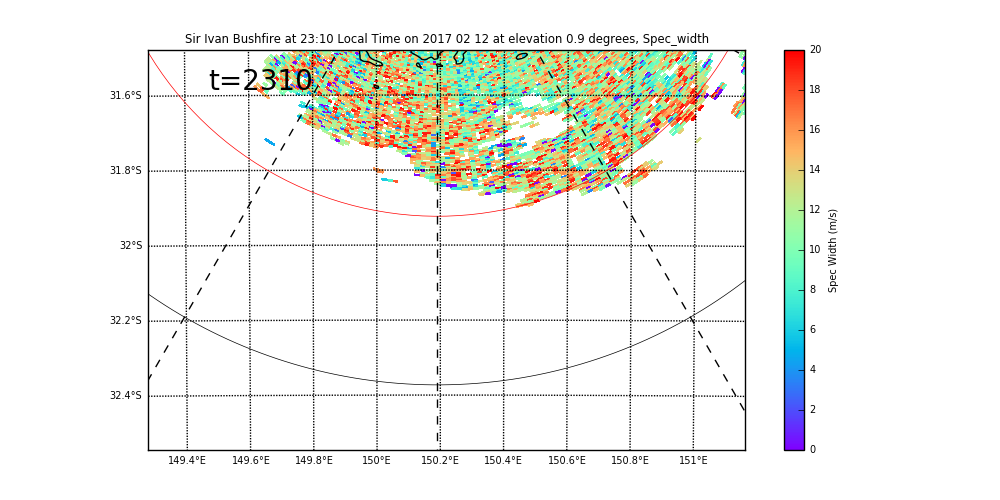 Sir Ivan Bushfire at 23:10 Local Time on 2017 02 12 at elevation 0.9 degrees, Spec_width
t=2310
31.6°S
31.8°S
32°S
32.2°S
32.4°S
149.4°E 149.6°E 149.8°E 150°E 150.2°E 150.4°E 150.6°E 150.8°E 151°E
20
18
16
14
12
10
8
6
4
2
0
Spec Width (m/s)